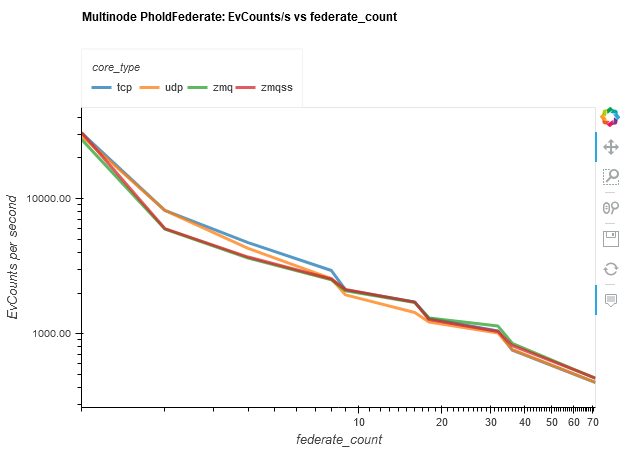 Multinode PholdFederate: EvCounts/s vs federate_count
core_type
tcp udp zmq zmqss
EvCounts per second
10000.00
1000.00
10 20 30 40 50 60 70
federate_count